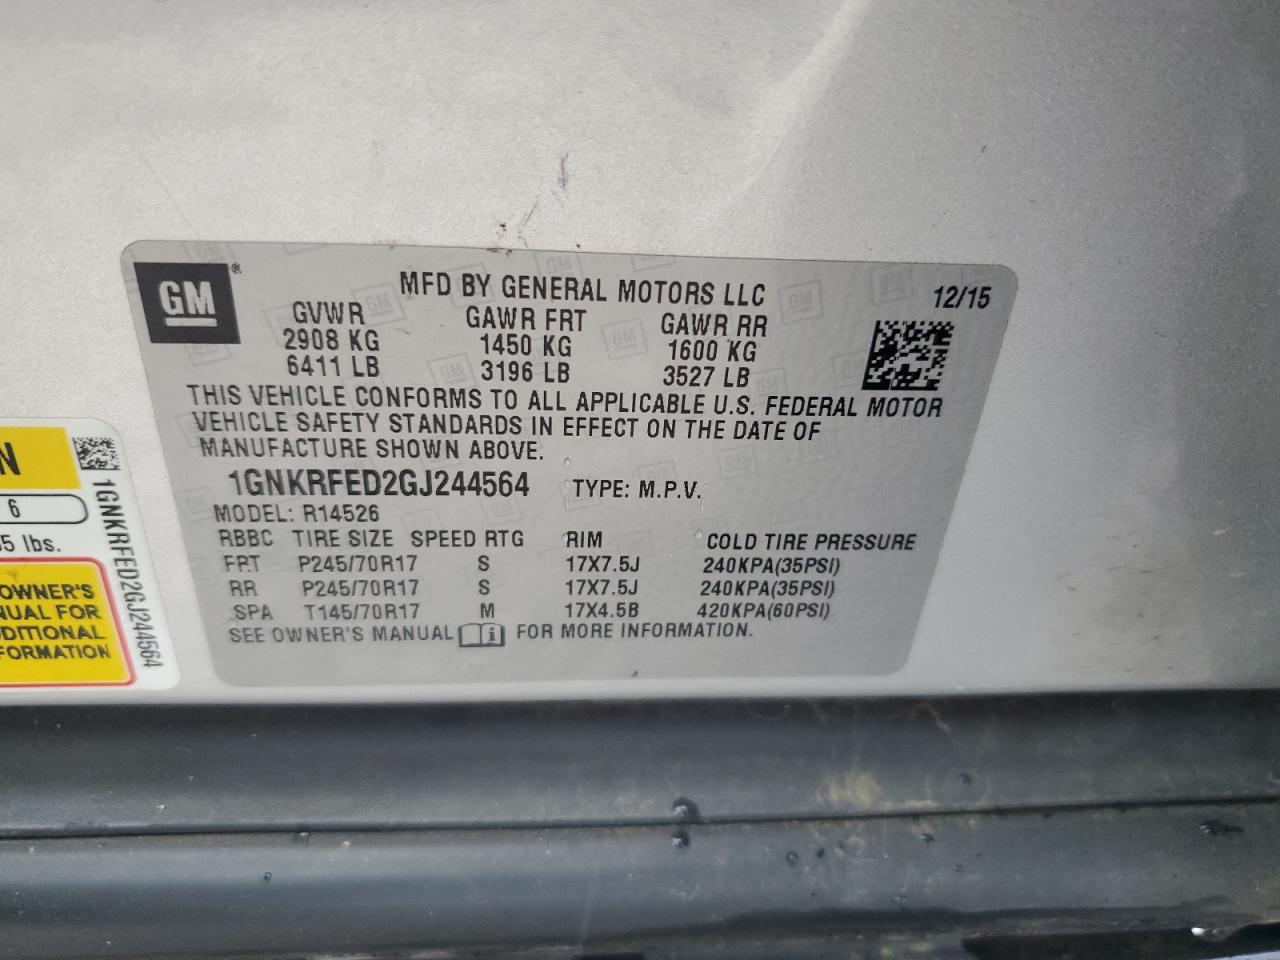 GM®
MFD BY GENERAL MOTORS LLC
12/15
GVWR GAWR FRT GAWR RR
2908 KG 1450 KG 1600 KG
6411 LB 3196 LB 3527 LB
THIS VEHICLE CONFORMS TO ALL APPLICABLE U.S. FEDERAL MOTOR
VEHICLE SAFETY STANDARDS IN EFFECT ON THE DATE OF
MANUFACTURE SHOWN ABOVE.
1GNKRFED2GJ244564 TYPE: M.P.V.
MODEL: R14526
RBBC TIRE SIZE SPEED RTG RIM COLD TIRE PRESSURE
FRT P245/70R17 S 17X7.5J 240KPA(35PSI)
RR P245/70R17 S 17X7.5J 240KPA(35PSI)
SPA T145/70R17 M 17X4.5B 420KPA(60PSI)
SEE OWNER'S MANUAL i FOR MORE INFORMATION.
N
6
5 lbs.
OWNER'S
NUAL FOR
DDITIONAL
FORMATION
1GNKRFED2GJ244564